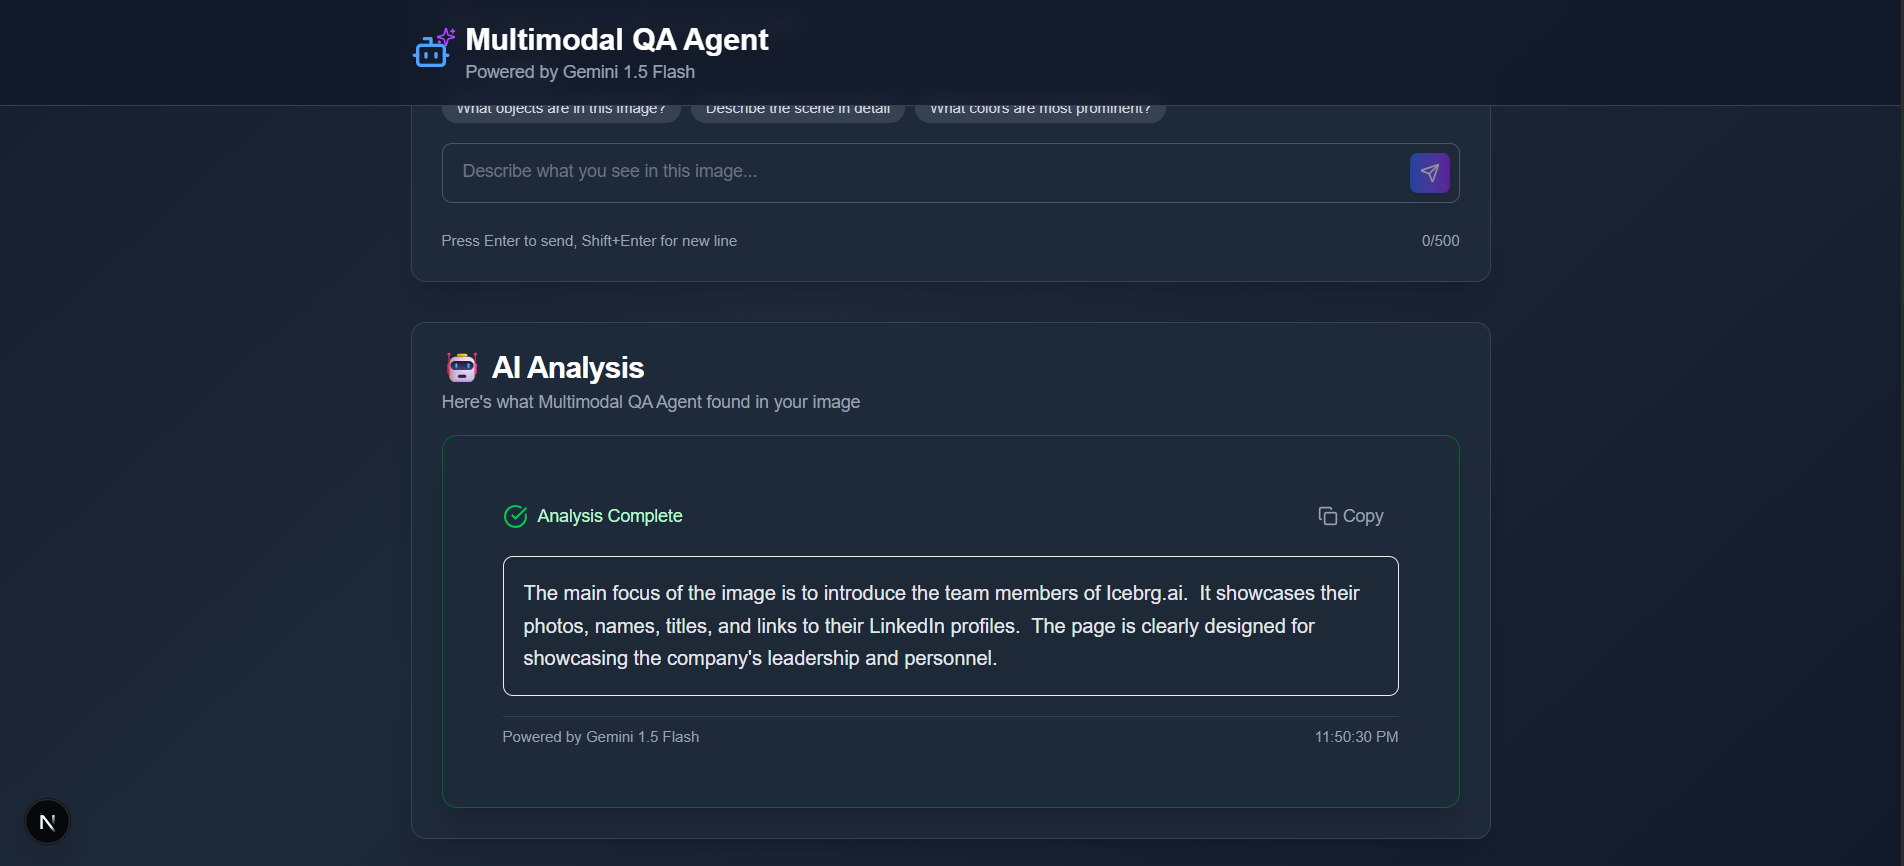 Multimodal QA Agent
Powered by Gemini 1.5 Flash
What objects are in this image?
Describe the scene in detail
What colors are most prominent?
Describe what you see in this image...
Press Enter to send, Shift+Enter for new line
0/500
AI Analysis
Here's what Multimodal QA Agent found in your image
Analysis Complete
Copy
The main focus of the image is to introduce the team members of Icebrg.ai.  It showcases their
photos, names, titles, and links to their LinkedIn profiles.  The page is clearly designed for
showcasing the company's leadership and personnel.
Powered by Gemini 1.5 Flash
11:50:30 PM
N